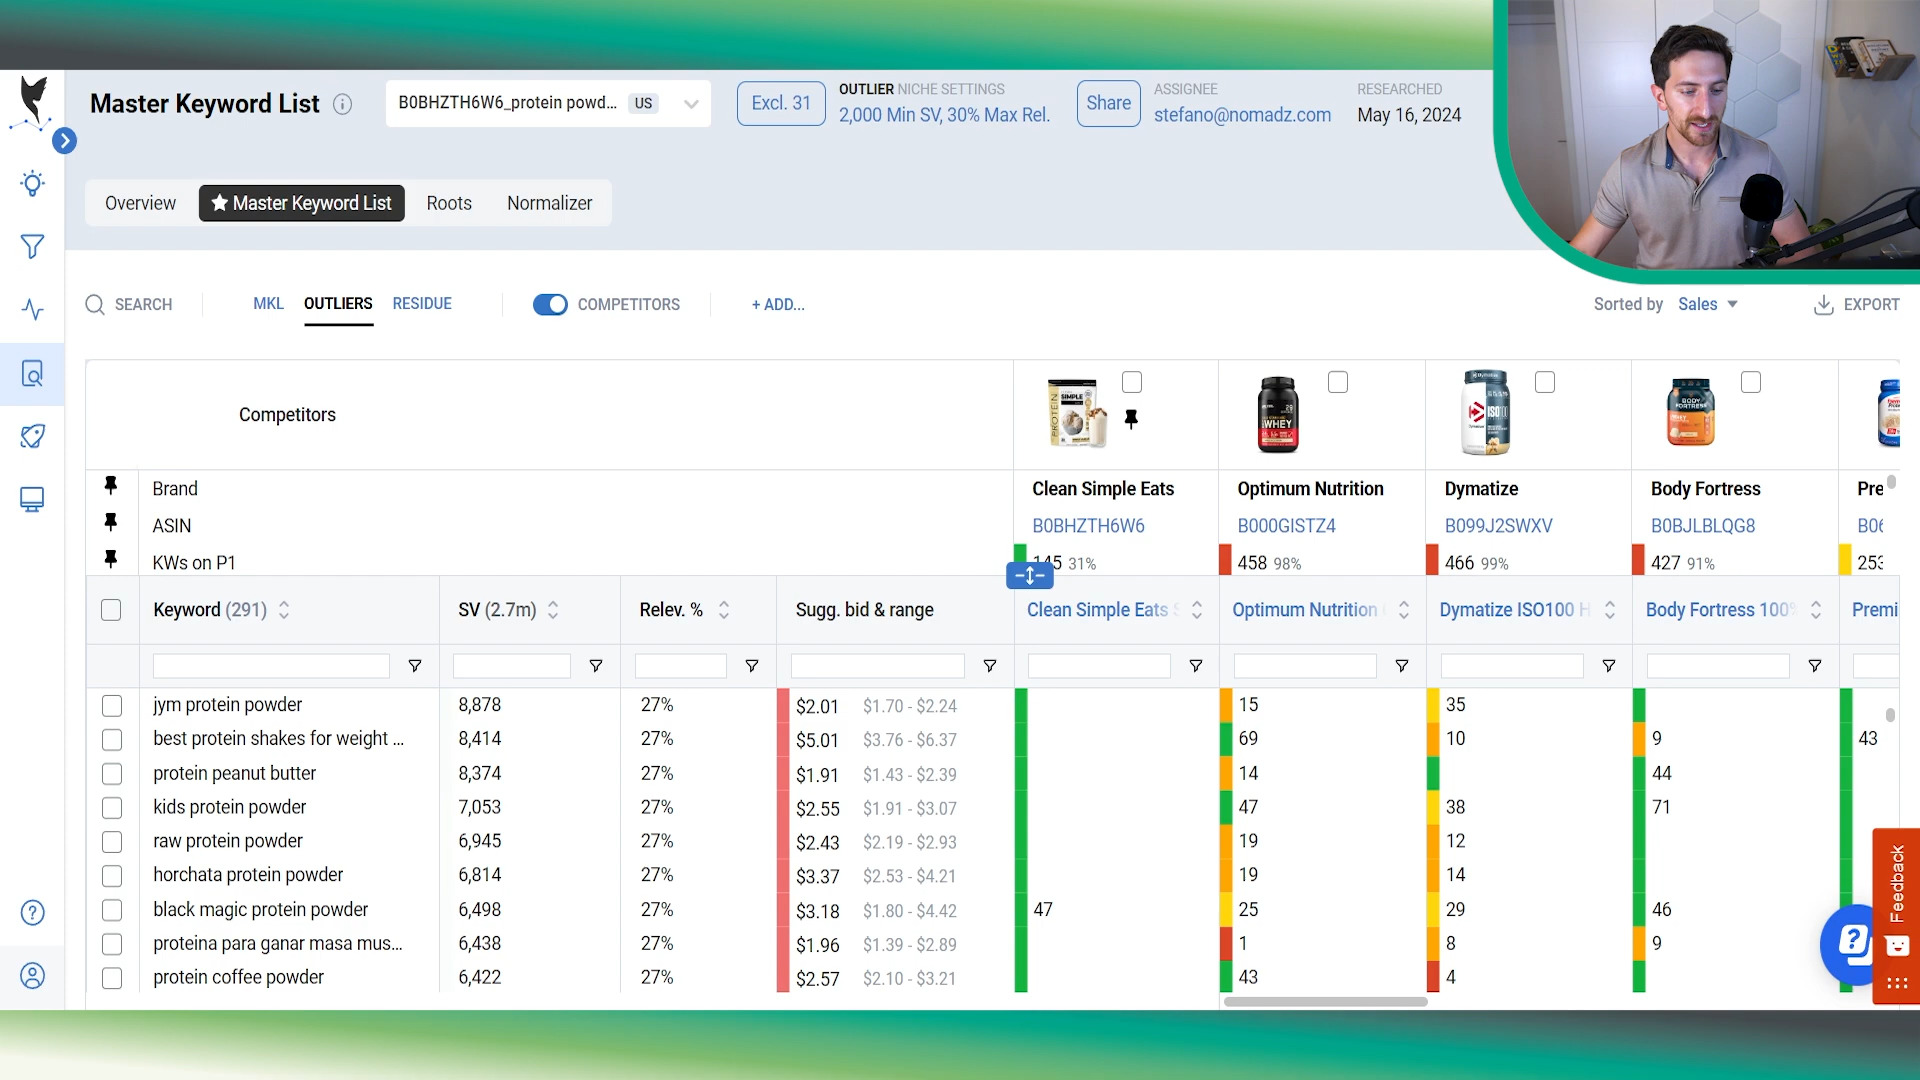 Master Keyword List
B0BHZTH6W6_protein powd... US
Excl. 31
OUTLIER NICHE SETTINGS
2,000 Min SV, 30% Max Rel.
Share
ASSIGNEE
stefano@nomadz.com
RESEARCHED
May 16, 2024
Overview Master Keyword List Roots Normalizer
SEARCH MKL OUTLIERS RESIDUE COMPETITORS + ADD... Sorted by Sales EXPORT
Competitors
Brand Clean Simple Eats Optimum Nutrition Dymatize Body Fortress Pre
ASIN B0BHZTH6W6 B000GISTZ4 B099J2SWXV B0BJLBLQG8 B06
KWs on P1 145 31% 458 98% 466 99% 427 91% 253
Keyword (291) SV (2.7m) Relev. % Sugg. bid & range Clean Simple Eats Optimum Nutrition Dymatize ISO100 H Body Fortress 100% Premi
jym protein powder 8,878 27% $2.01 $1.70 - $2.24 15 35
best protein shakes for weight ... 8,414 27% $5.01 $3.76 - $6.37 69 10 9 43
protein peanut butter 8,374 27% $1.91 $1.43 - $2.39 14 44
kids protein powder 7,053 27% $2.55 $1.91 - $3.07 47 38 71
raw protein powder 6,945 27% $2.43 $2.19 - $2.93 19 12
horchata protein powder 6,814 27% $3.37 $2.53 - $4.21 19 14
black magic protein powder 6,498 27% $3.18 $1.80 - $4.42 47 25 29 46
proteina para ganar masa mus... 6,438 27% $1.96 $1.39 - $2.89 1 8 9
protein coffee powder 6,422 27% $2.57 $2.10 - $3.21 43 4
Feedback